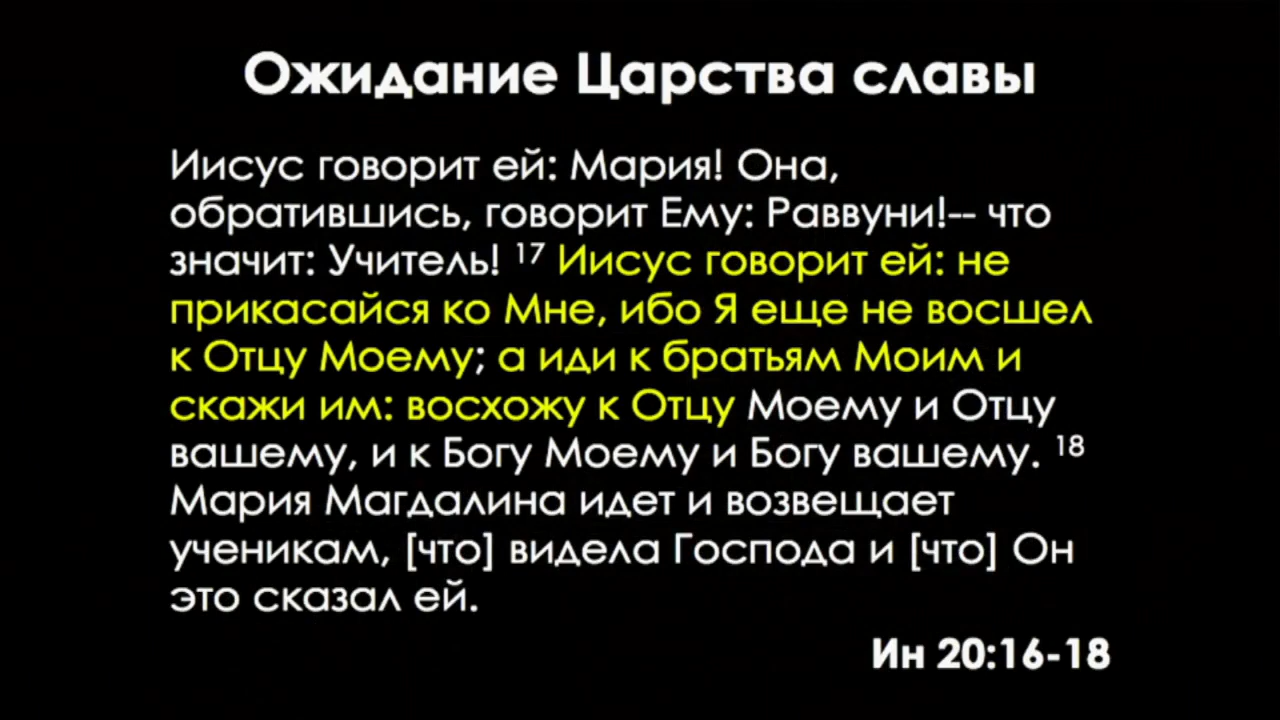 Ожидание Царства славы
Иисус говорит ей: Мария! Она,
обратившись, говорит Ему: Раввуни!-- что
значит: Учитель! 17 Иисус говорит ей: не
прикасайся ко Мне, ибо Я еще не восшел
к Отцу Моему; а иди к братьям Моим и
скажи им: восхожу к Отцу Моему и Отцу
вашему, и к Богу Моему и Богу вашему. 18
Мария Магдалина идет и возвещает
ученикам, [что] видела Господа и [что] Он
это сказал ей.
Ин 20:16-18